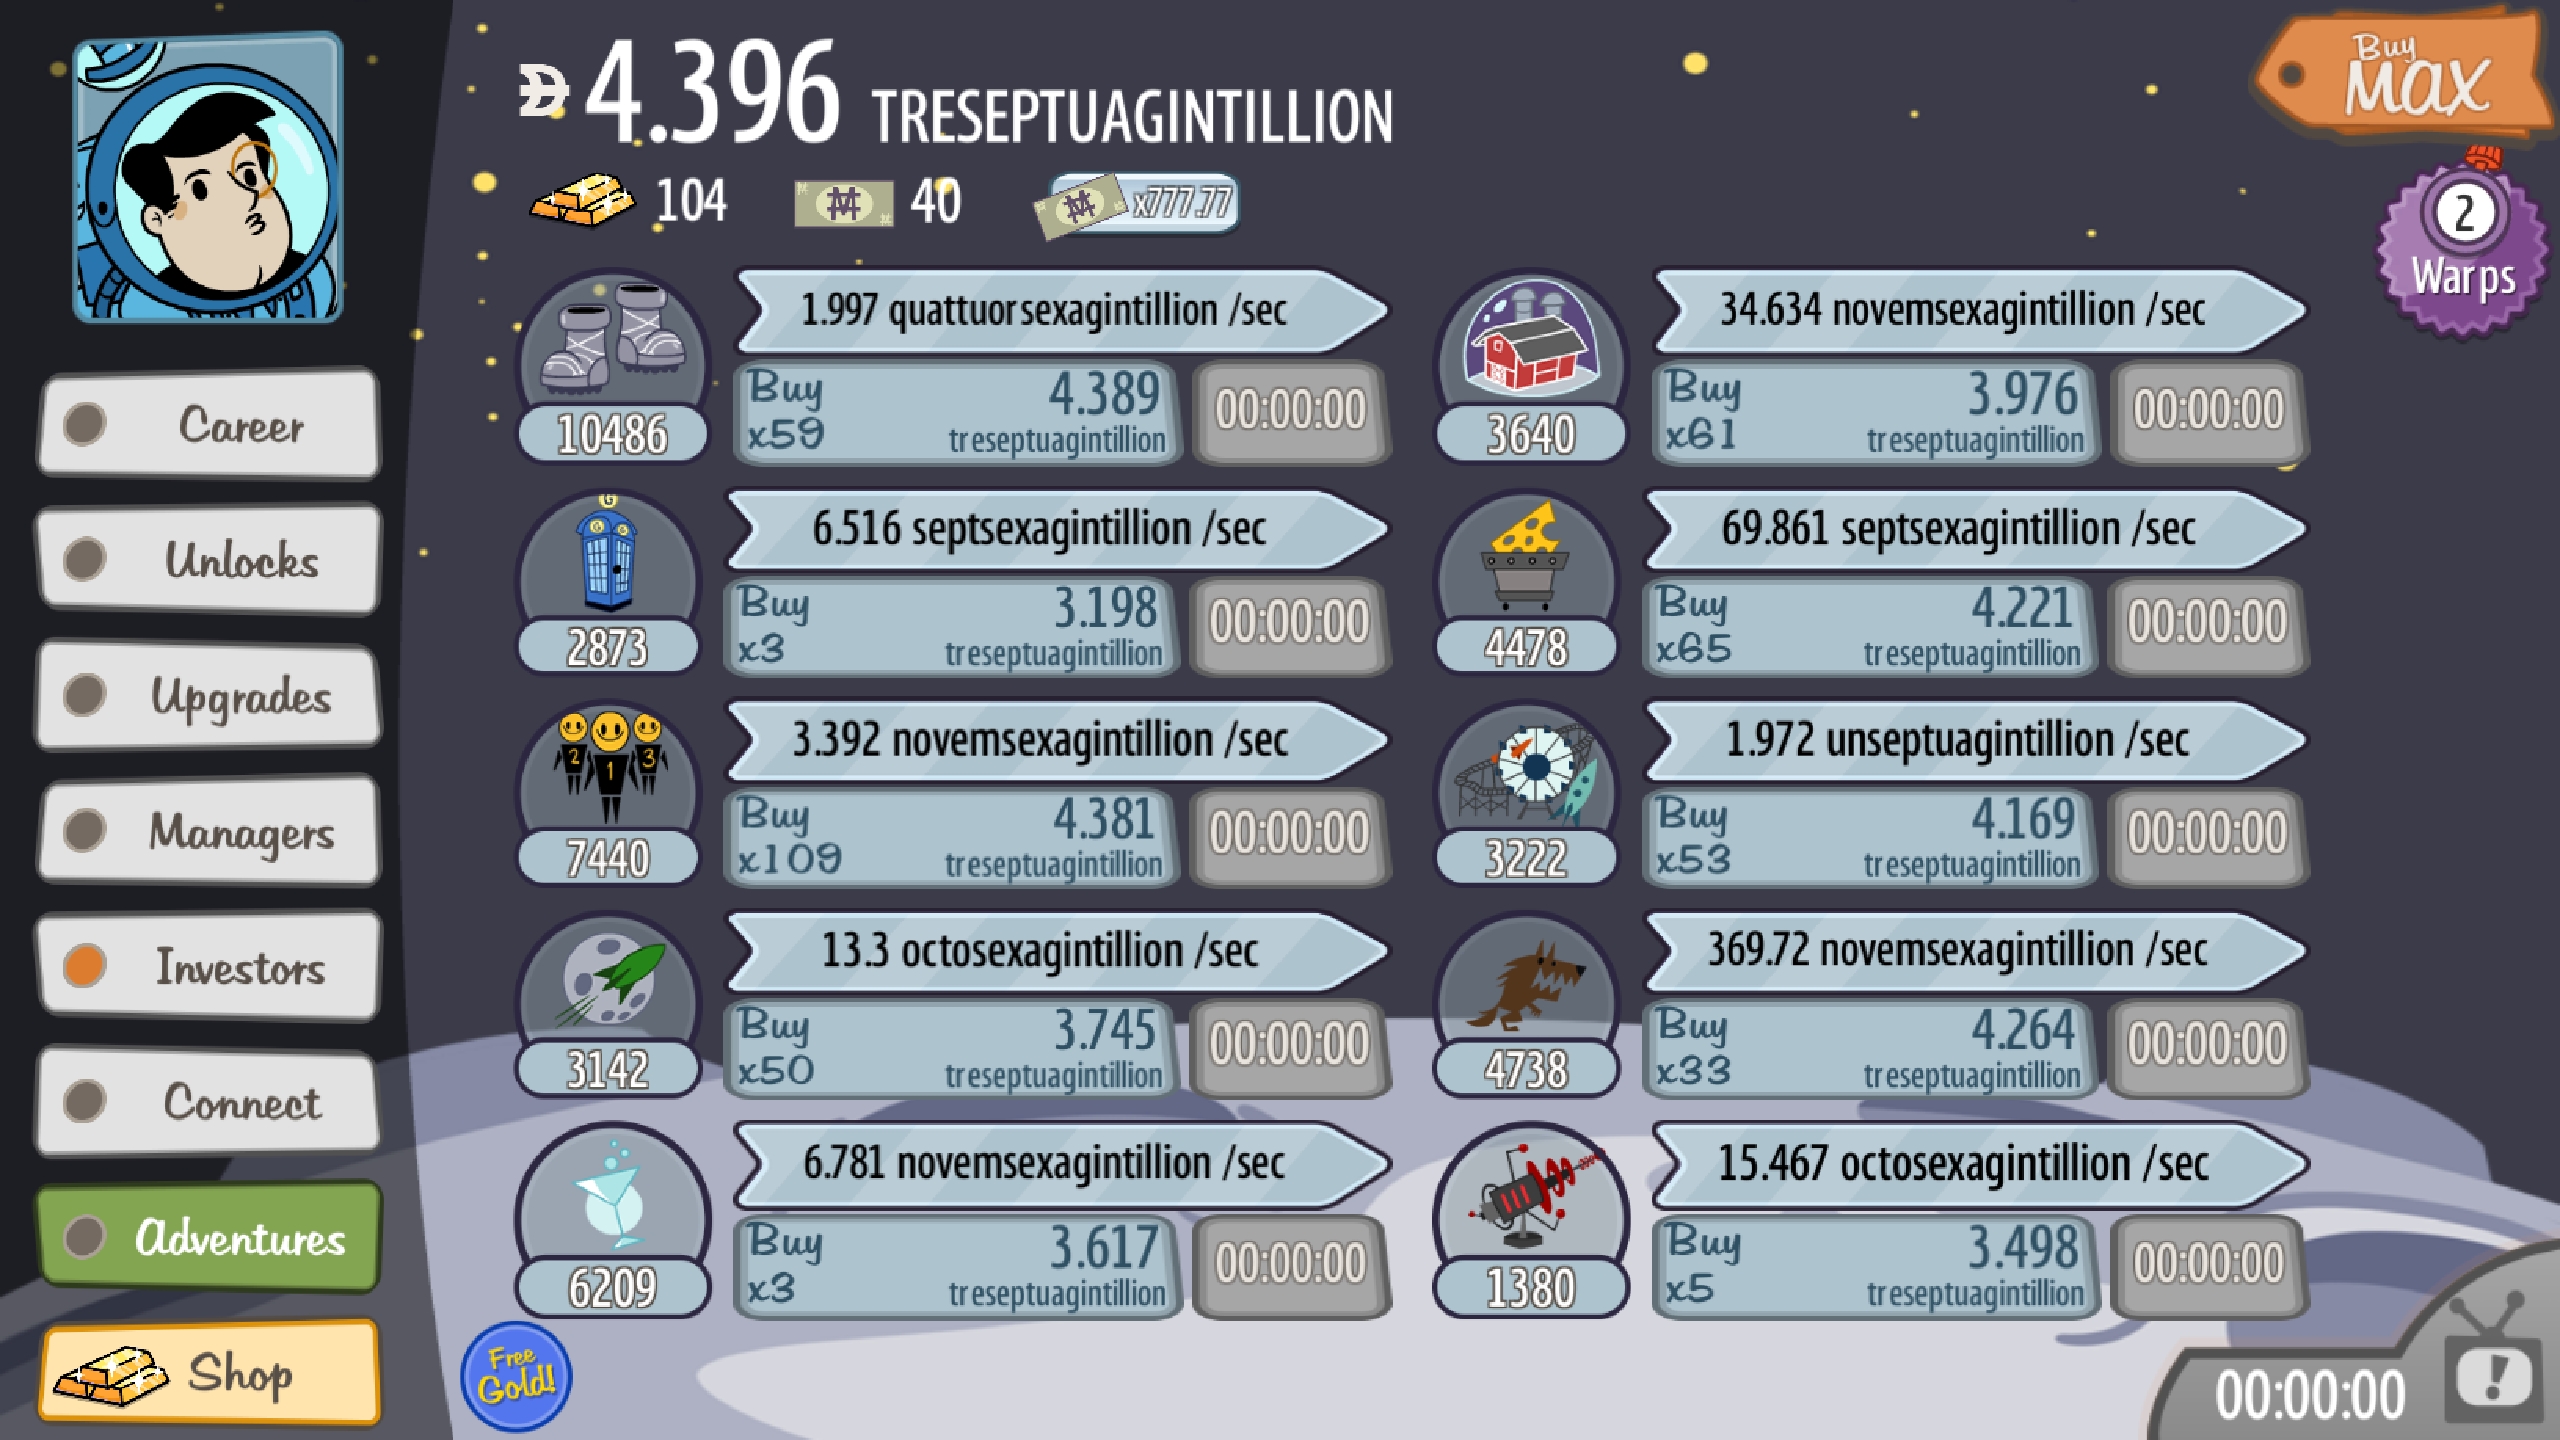 4.396 TRESEPTUAGINTILLION
104 40 x777.77
Buy
MAX
2
Warps
Career
Unlocks
Upgrades
Managers
Investors
Connect
Adventures
Shop
1.997 quattuorsexagintillion /sec
10486
Buy 4.389
x59 treseptuagintillion
00:00:00
34.634 novemsexagintillion /sec
3640
Buy 3.976
x61 treseptuagintillion
00:00:00
6.516 septsexagintillion /sec
2873
Buy 3.198
x3 treseptuagintillion
00:00:00
69.861 septsexagintillion /sec
4478
Buy 4.221
x65 treseptuagintillion
00:00:00
2 1 3
3.392 novemsexagintillion /sec
7440
Buy 4.381
x109 treseptuagintillion
00:00:00
1.972 unseptuagintillion /sec
3222
Buy 4.169
x53 treseptuagintillion
00:00:00
13.3 octosexagintillion /sec
3142
Buy 3.745
x50 treseptuagintillion
00:00:00
369.72 novemsexagintillion /sec
4738
Buy 4.264
x33 treseptuagintillion
00:00:00
6.781 novemsexagintillion /sec
6209
Buy 3.617
x3 treseptuagintillion
00:00:00
15.467 octosexagintillion /sec
1380
Buy 3.498
x5 treseptuagintillion
00:00:00
Free
Gold!
00:00:00
!